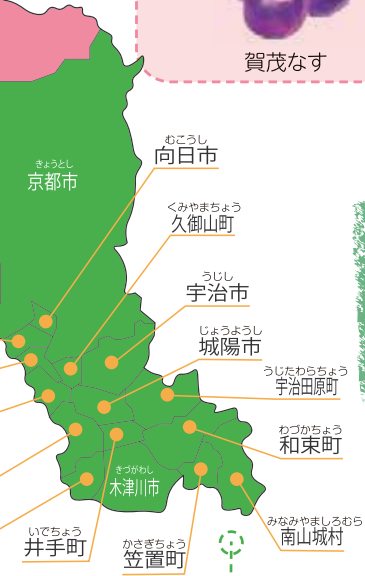 賀茂なす
むこうし
向日市
きょうとし
京都市
くみやまちょう
久御山町
うじし
宇治市
じょうようし
城陽市
うじたわらちょう
宇治田原町
わづかちょう
和束町
きづがわし
木津川市
みなみやましろむら
南山城村
いでちょう
井手町
かさぎちょう
笠置町